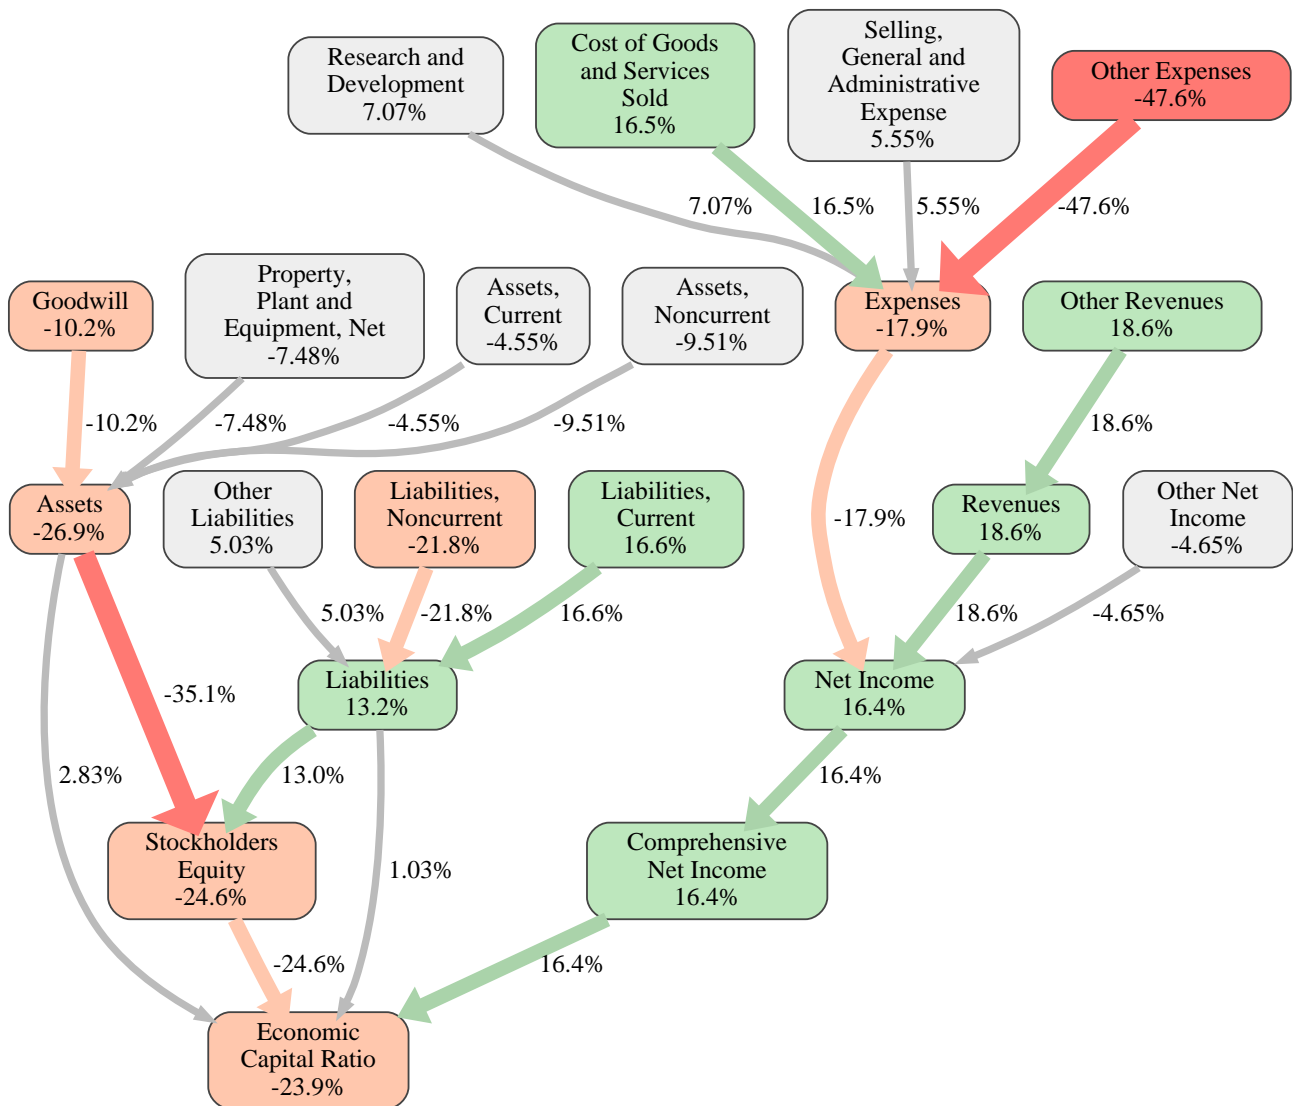 Research and
Development
7.07%
Cost of Goods
and Services
Sold
16.5%
Selling,
General and
Administrative
Expense
5.55%
Other Expenses
-47.6%
7.07%
16.5%
5.55%
-47.6%
Goodwill
-10.2%
Property,
Plant and
Equipment, Net
-7.48%
Assets,
Current
-4.55%
Assets,
Noncurrent
-9.51%
Expenses
-17.9%
Other Revenues
18.6%
-10.2%
-7.48%
-4.55%
-9.51%
18.6%
Assets
-26.9%
Other
Liabilities
5.03%
Liabilities,
Noncurrent
-21.8%
Liabilities,
Current
16.6%
-17.9%
Revenues
18.6%
Other Net
Income
-4.65%
5.03%
-21.8%
16.6%
18.6%
-4.65%
-35.1%
Liabilities
13.2%
Net Income
16.4%
2.83%
13.0%
16.4%
Stockholders
Equity
-24.6%
1.03%
Comprehensive
Net Income
16.4%
-24.6%
16.4%
Economic
Capital Ratio
-23.9%